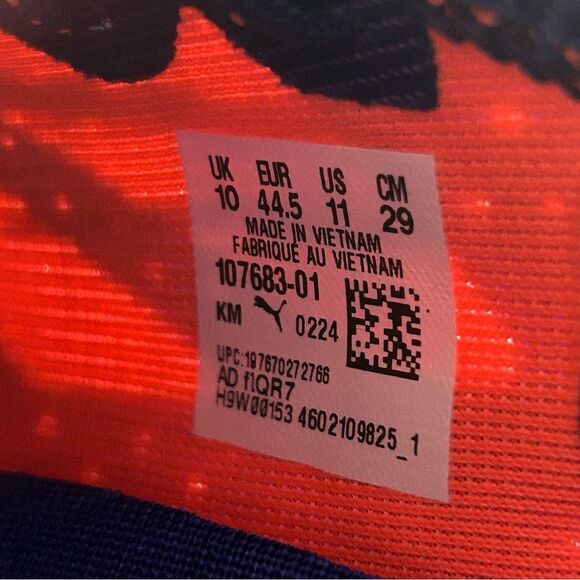 UK EUR US CM
10 44.5 11 29
MADE IN VIETNAM
FABRIQUÉ AU VIETNAM
107683-01
KM 0224
UPC:197670272766
AD f1QR7
H9W00153 4602109825_1